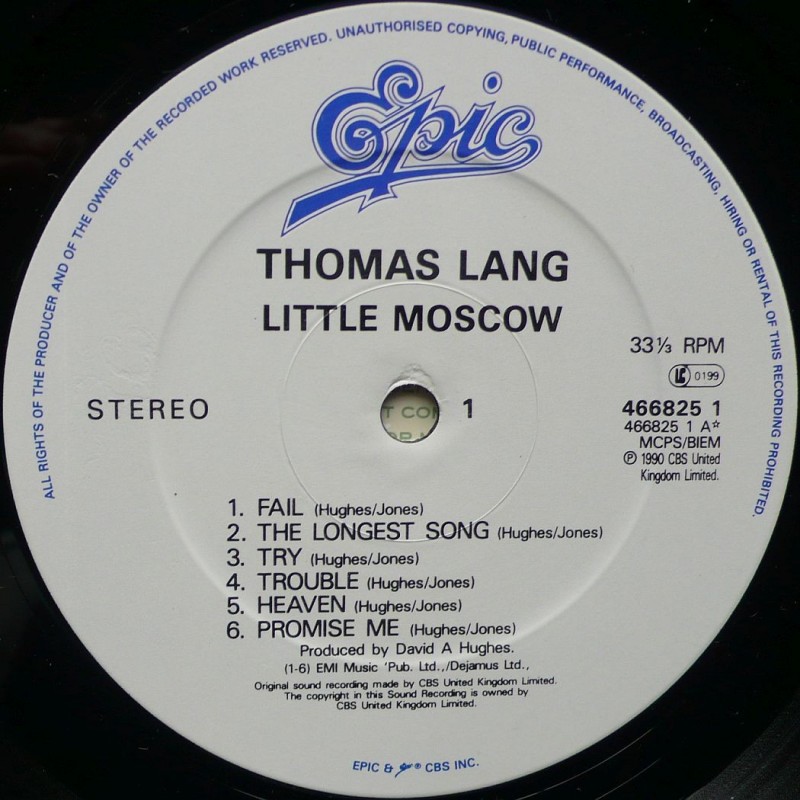 ALL RIGHTS OF THE PRODUCER AND OF THE OWNER OF THE RECORDED WORK RESERVED. UNAUTHORISED COPYING, PUBLIC PERFORMANCE, BROADCASTING, HIRING OR RENTAL OF THIS RECORDING PROHIBITED.
Epic
THOMAS LANG
LITTLE MOSCOW
33⅓ RPM
LC 0199
STEREO
1
466825 1
466825 1 A☆
MCPS/BIEM
℗ 1990 CBS United
Kingdom Limited.
1. FAIL (Hughes/Jones)
2. THE LONGEST SONG (Hughes/Jones)
3. TRY (Hughes/Jones)
4. TROUBLE (Hughes/Jones)
5. HEAVEN (Hughes/Jones)
6. PROMISE ME (Hughes/Jones)
Produced by David A Hughes.
(1-6) EMI Music 'Pub. Ltd.,/Dejamus Ltd.,
Original sound recording made by CBS United Kingdom Limited.
The copyright in this Sound Recording is owned by
CBS United Kingdom Limited.
EPIC & ® CBS INC.